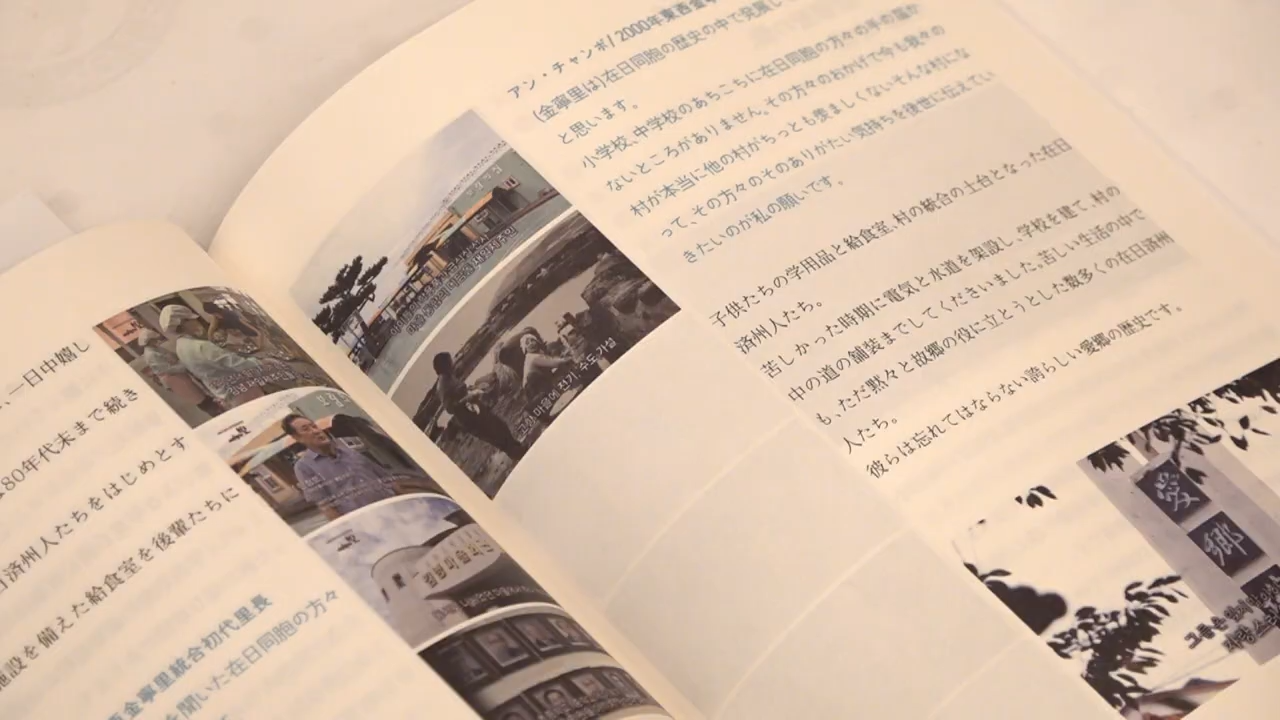 、一日中嬉し
80年代末まで続き
済州人たちをはじめとす
施設を備えた給食室を後輩たちに
金寧里統合初代里長
を開いた在日同胞の方々
アン・チャンボ/2000年東西金寧
(金寧里は)在日同胞の歴史の中で発展し
と思います。
小学校、中学校のあちこちに在日同胞の方々の手の届か
ないところがありません。その方々のおかげで今も我々の
村が本当に他の村がちっとも羨ましくないそんな村にな
って、その方々のそのありがたい気持ちを後世に伝えてい
きたいのが私の願いです。
子供たちの学用品と給食室、村の統合の土台となった在日
済州人たち。
苦しかった時期に電気と水道を架設し、学校を建て、村の
中の道の舗装までしてくださいました。苦しい生活の中で
も、ただ黙々と故郷の役に立とうとした数多くの在日済州
人たち。
彼らは忘れてはならない誇らしい愛郷の歴史です。
고향 마을에 전기·수도 가설
愛
郷